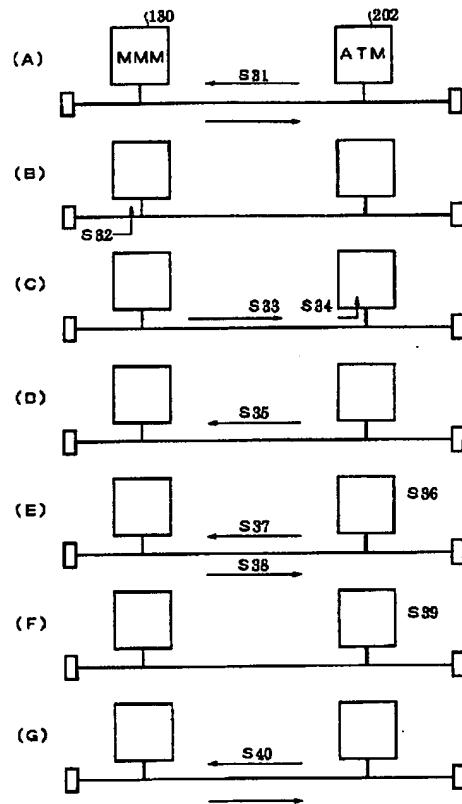 130 202
(A) MMM ATM
S31
(B)
S32
(C) S33 S34
(D) S35
(E) S36
S37
S38
(F) S39
(G) S40